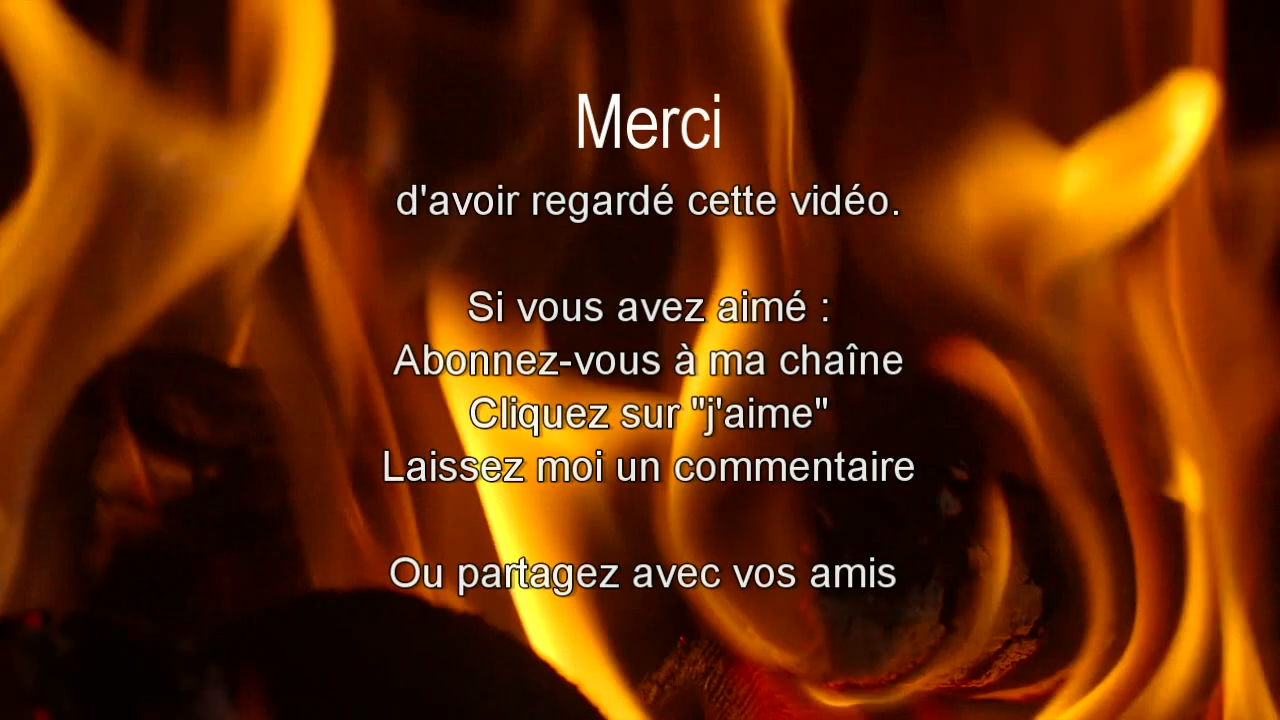 Merci
d'avoir regardé cette vidéo.
Si vous avez aimé :
Abonnez-vous à ma chaîne
Cliquez sur "j'aime"
Laissez moi un commentaire
Ou partagez avec vos amis